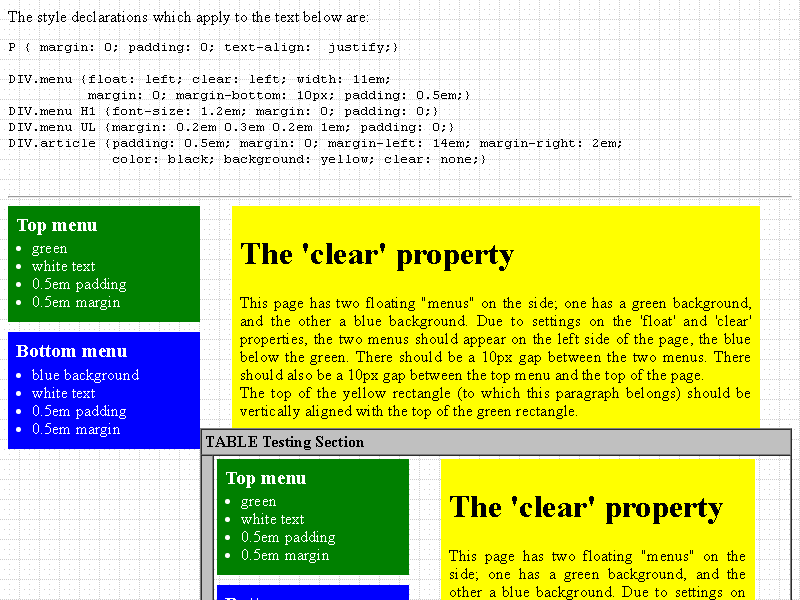 The style declarations which apply to the text below are:
P { margin: 0; padding: 0; text-align:  justify;}
DIV.menu {float: left; clear: left; width: 11em;
          margin: 0; margin-bottom: 10px; padding: 0.5em;}
DIV.menu H1 {font-size: 1.2em; margin: 0; padding: 0;}
DIV.menu UL {margin: 0.2em 0.3em 0.2em 1em; padding: 0;}
DIV.article {padding: 0.5em; margin: 0; margin-left: 14em; margin-right: 2em;
             color: black; background: yellow; clear: none;}
Top menu
green
white text
0.5em padding
0.5em margin
Bottom menu
blue background
white text
0.5em padding
0.5em margin
The 'clear' property
This page has two floating "menus" on the side; one has a green background,
and the other a blue background. Due to settings on the 'float' and 'clear'
properties, the two menus should appear on the left side of the page, the blue
below the green. There should be a 10px gap between the two menus. There
should also be a 10px gap between the top menu and the top of the page.
The top of the yellow rectangle (to which this paragraph belongs) should be
vertically aligned with the top of the green rectangle.
TABLE Testing Section
Top menu
green
white text
0.5em padding
0.5em margin
The 'clear' property
This page has two floating "menus" on the
side; one has a green background, and the
other a blue background. Due to settings on